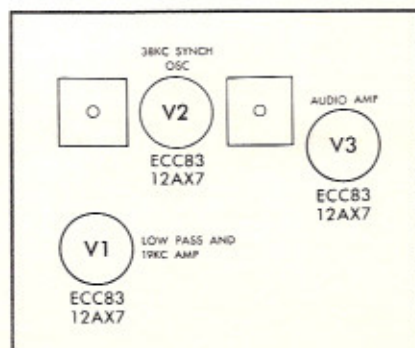 38KC SYNCH
OSC
V2
ECC83
12AX7
AUDIO AMP
V3
ECC83
12AX7
V1
LOW PASS AND
19KC AMP
ECC83
12AX7